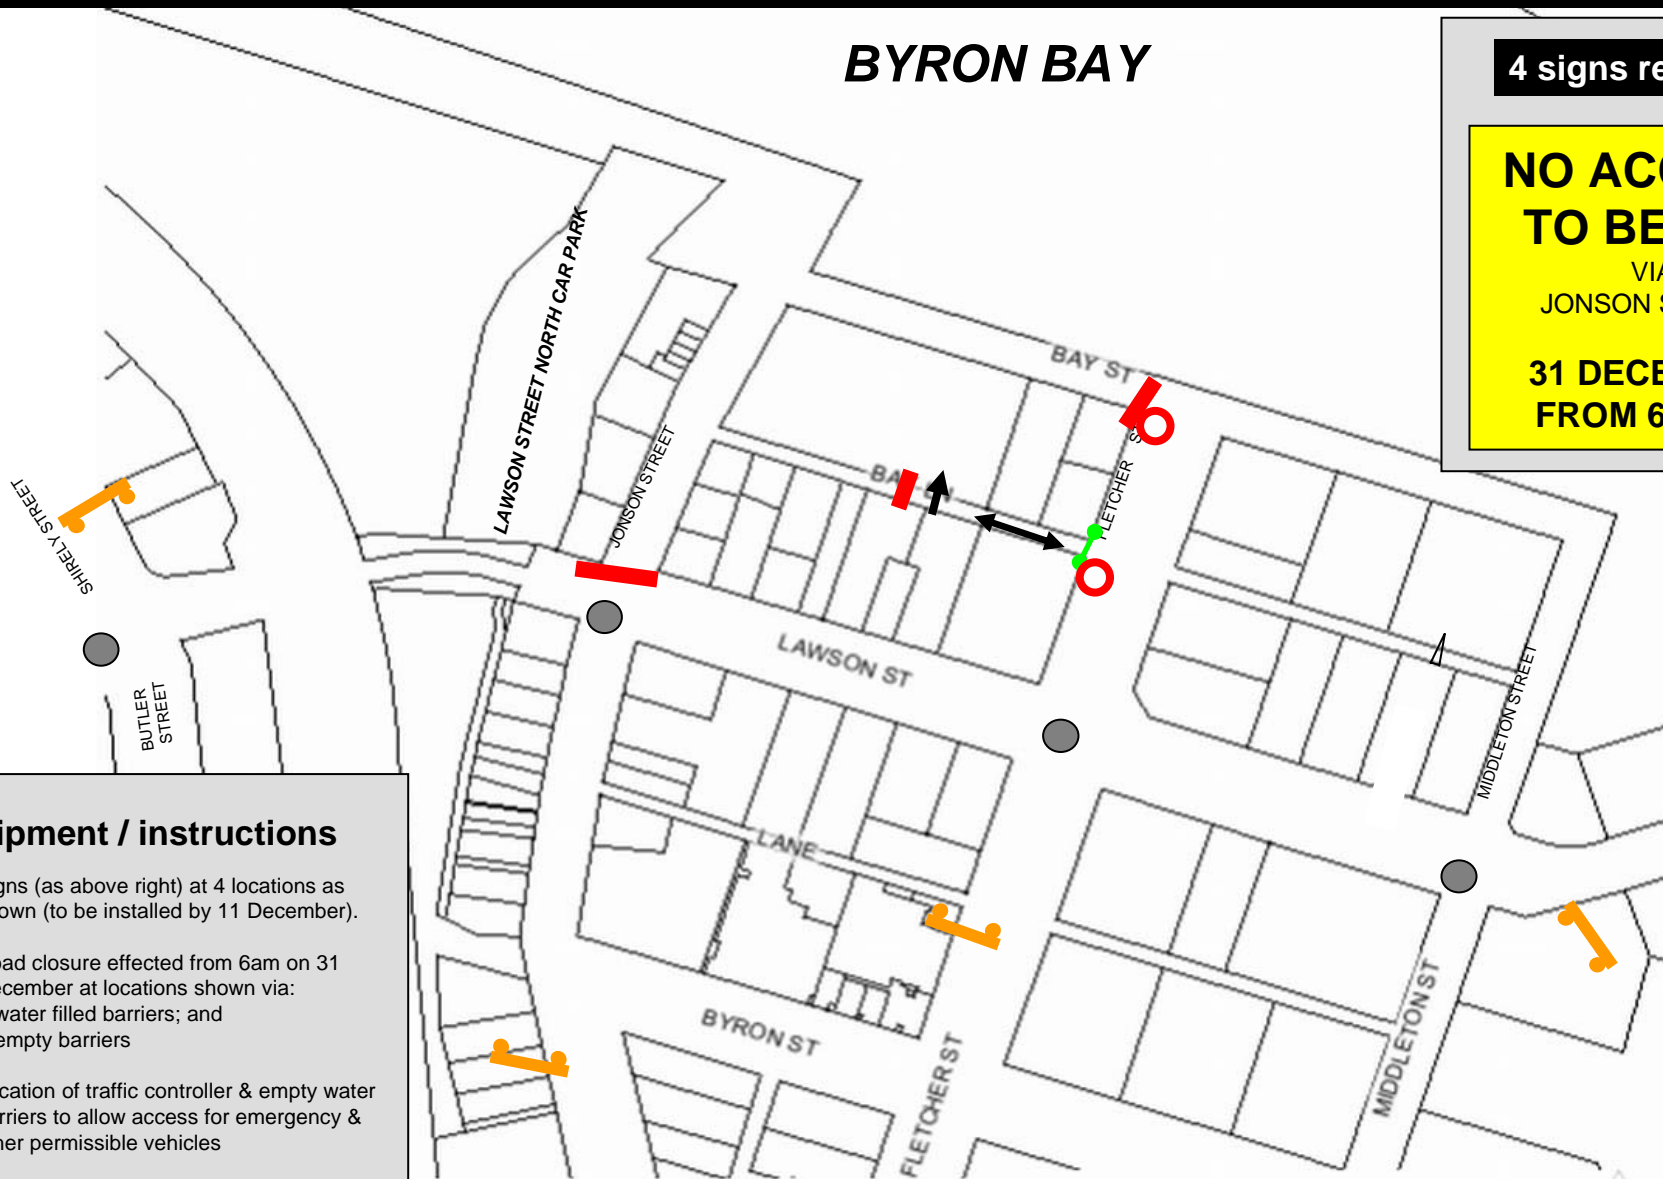 BYRON BAY
4 signs re
NO ACC
TO BE
VIA
JONSON S
31 DECE
FROM 6
LAWSON STREET NORTH CAR PARK
BAY ST
JONSON STREET
FLETCHER ST
SHIRELY STREET
LAWSON ST
BUTLER
STREET
MIDDLETON STREET
LANE
BYRON ST
FLETCHER ST
MIDDLETON ST
ipment / instructions
gns (as above right) at 4 locations as
own (to be installed by 11 December).
oad closure effected from 6am on 31
ecember at locations shown via:
water filled barriers; and
empty barriers
cation of traffic controller & empty water
rriers to allow access for emergency &
her permissible vehicles